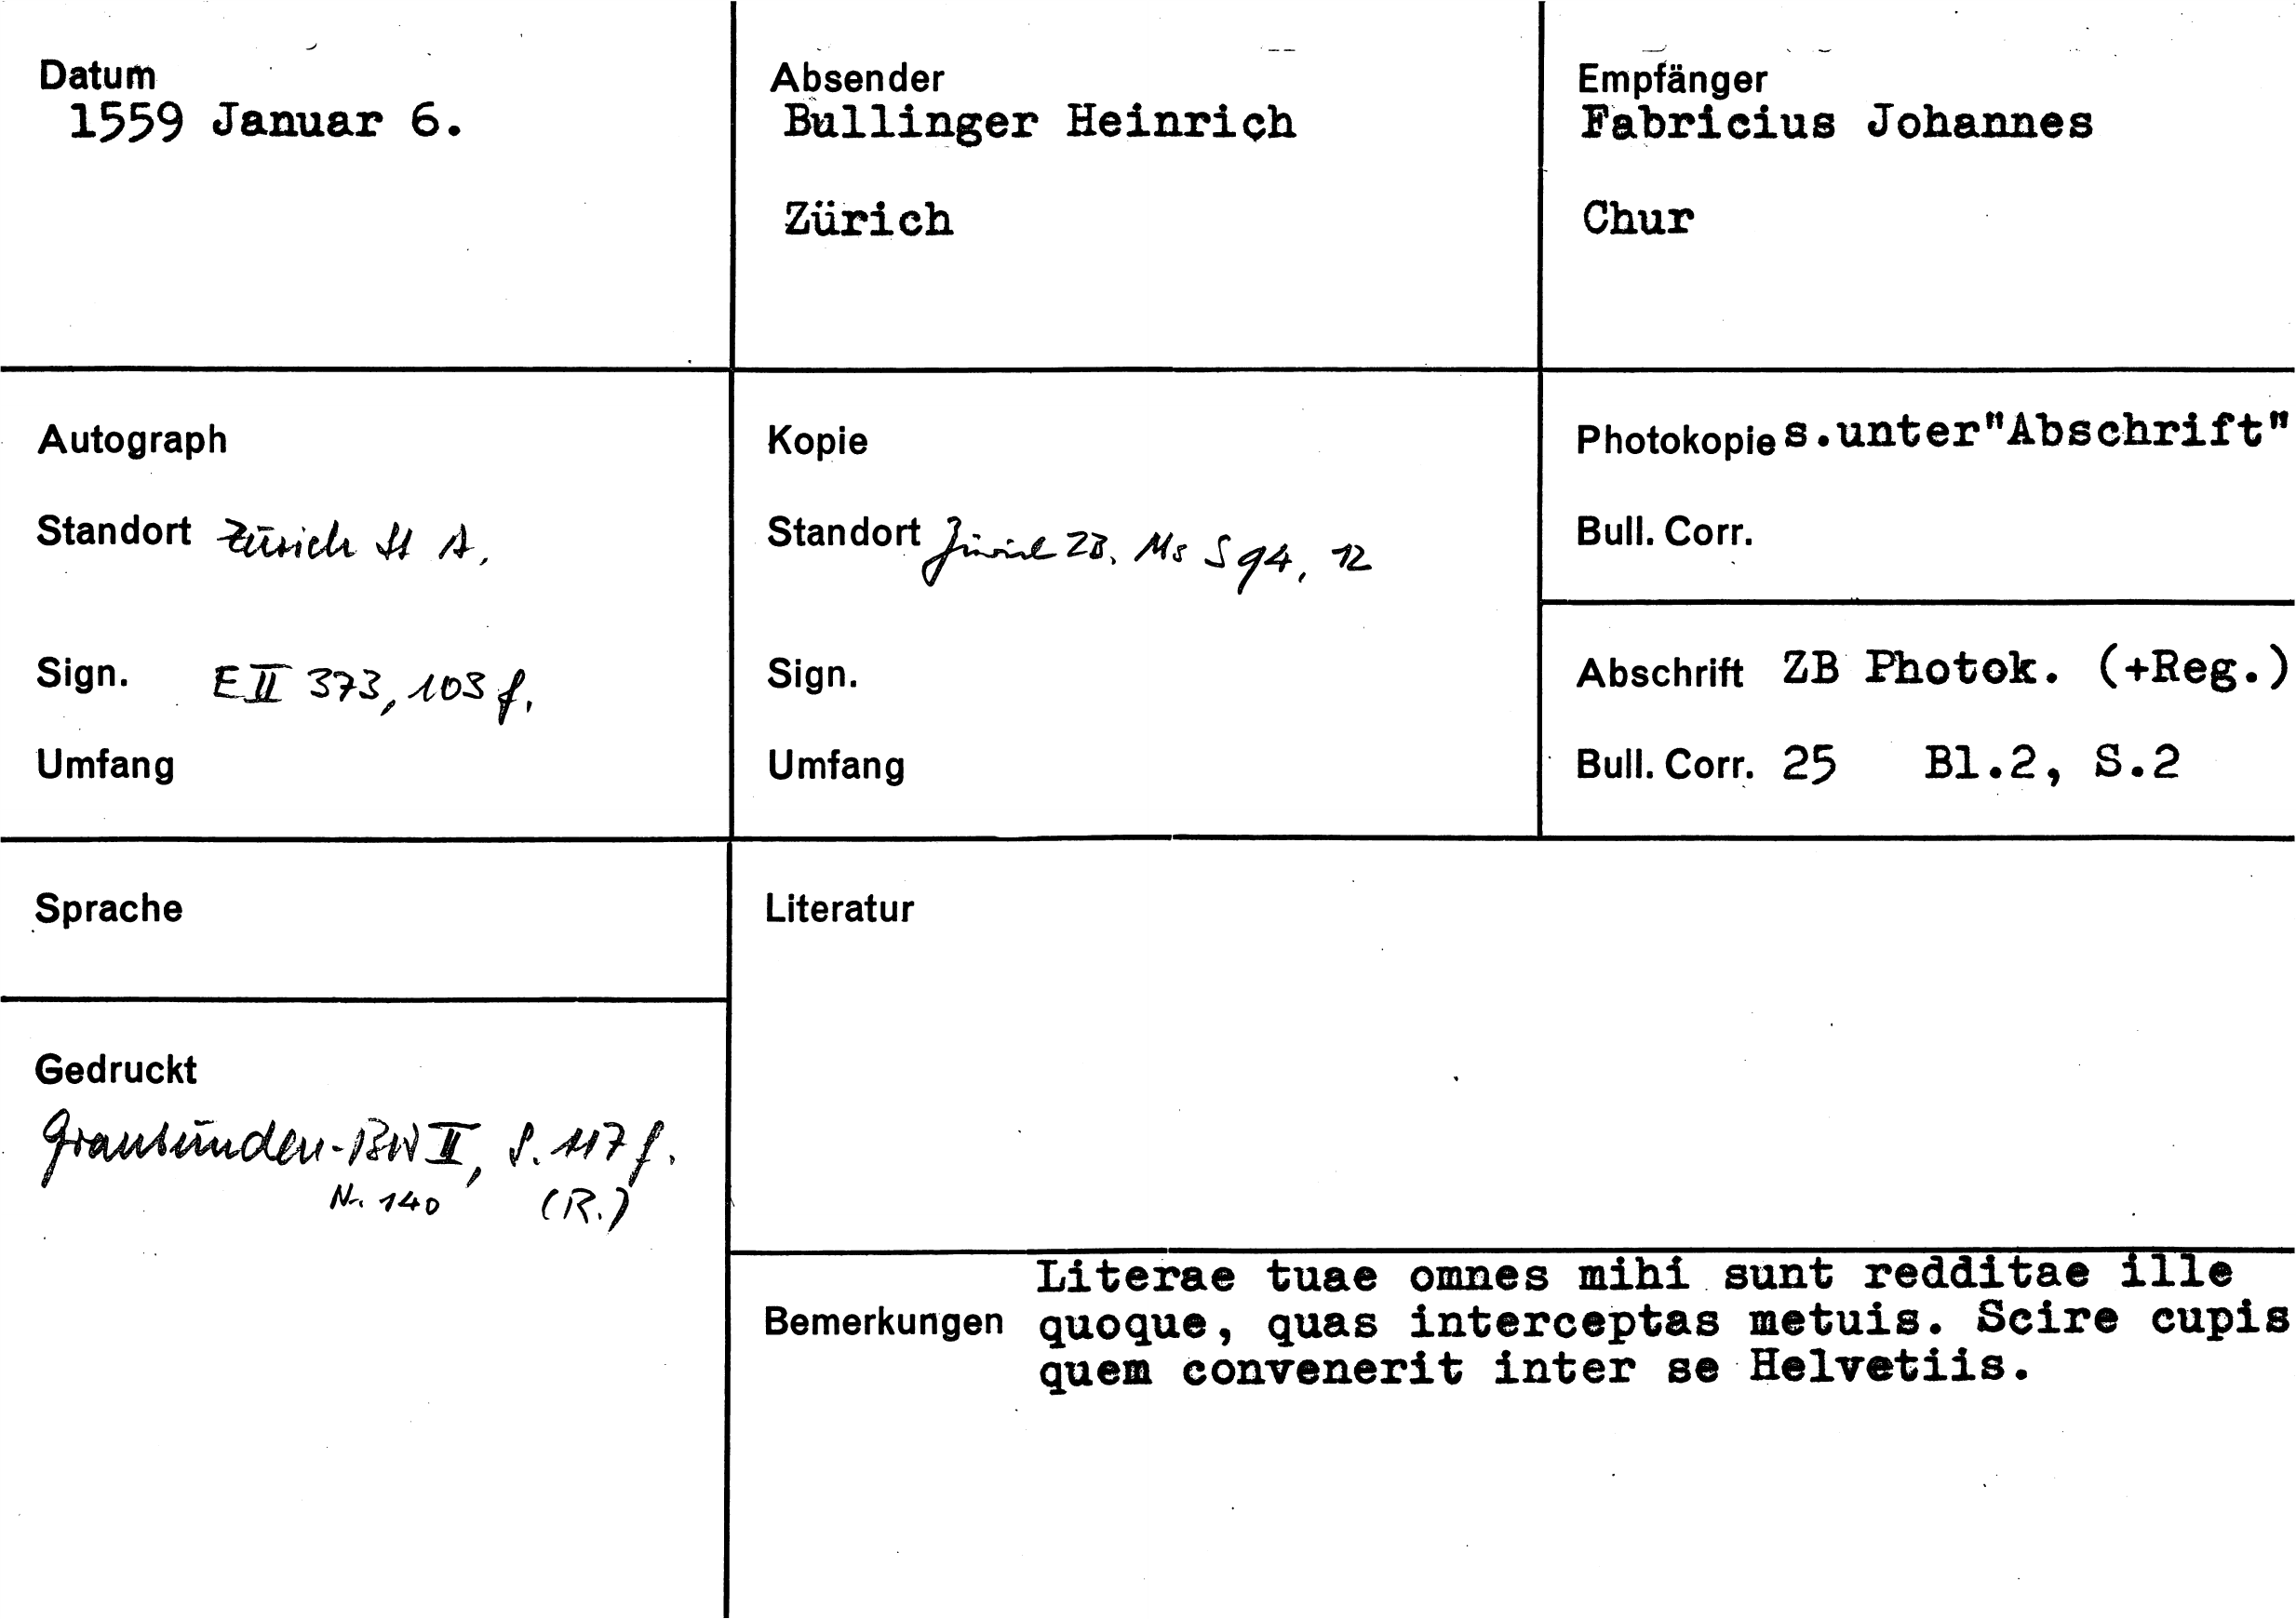 Datum
1559 Januar 6.
Absender
Bullinger Heinrich
Zürich
Empfänger
Fabricius Johannes
Chur
Autograph
Standort Zürich St A.
Sign. E II 373, 103 f.
Umfang
Kopie
Standort Zürich ZB. Ms S 94, 12
Sign.
Umfang
Photokopie s.unter"Abschrift"
Bull. Corr.
Abschrift ZB Photok. (+Reg.)
Bull. Corr. 25 Bl.2, S.2
Sprache
Gedruckt
Graubünden-BW II, S. 117 f.
Nr. 140 (R.)
Literatur
Bemerkungen
Literae tuae omnes mihi sunt redditae ille
quoque, quas interceptas metuis. Scire cupis
quem convenerit inter se Helvetiis.